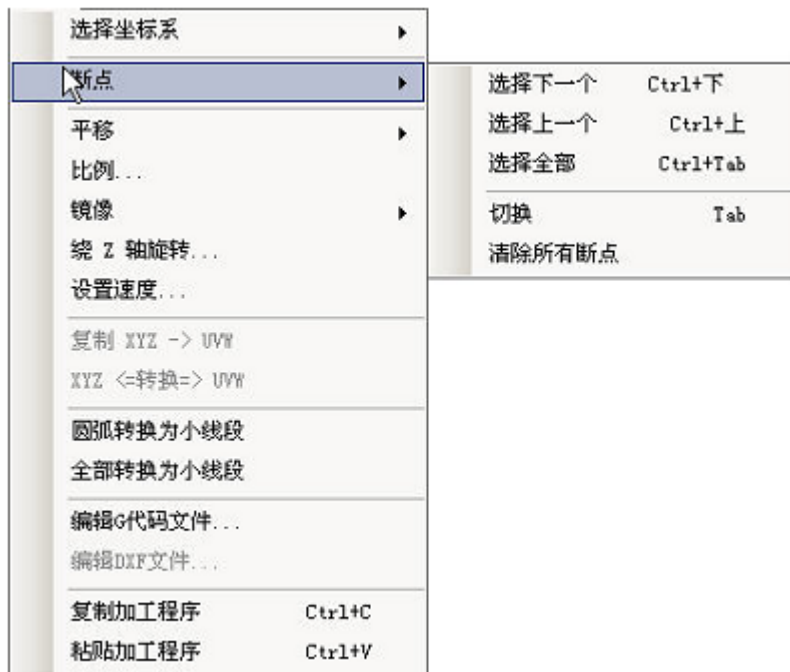 选择坐标系
断点
平移
比例...
镜像
绕 Z 轴旋转...
设置速度...
复制 XYZ -> UVW
XYZ <=转换=> UVW
圆弧转换为小线段
全部转换为小线段
编辑G代码文件...
编辑DXF文件...
复制加工程序 Ctrl+C
粘贴加工程序 Ctrl+V
选择下一个 Ctrl+下
选择上一个 Ctrl+上
选择全部 Ctrl+Tab
切换 Tab
清除所有断点